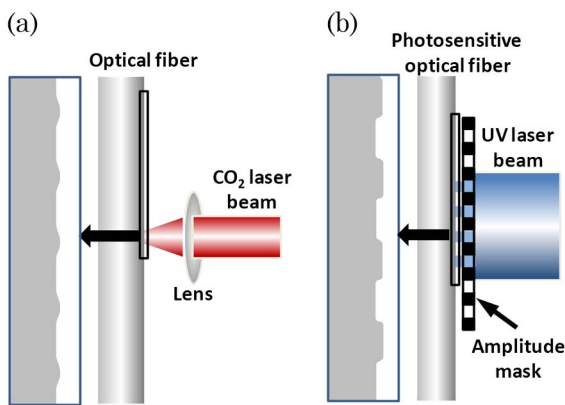 (a)
Optical fiber
CO₂ laser
beam
Lens
(b)
Photosensitive
optical fiber
UV laser
beam
Amplitude
mask